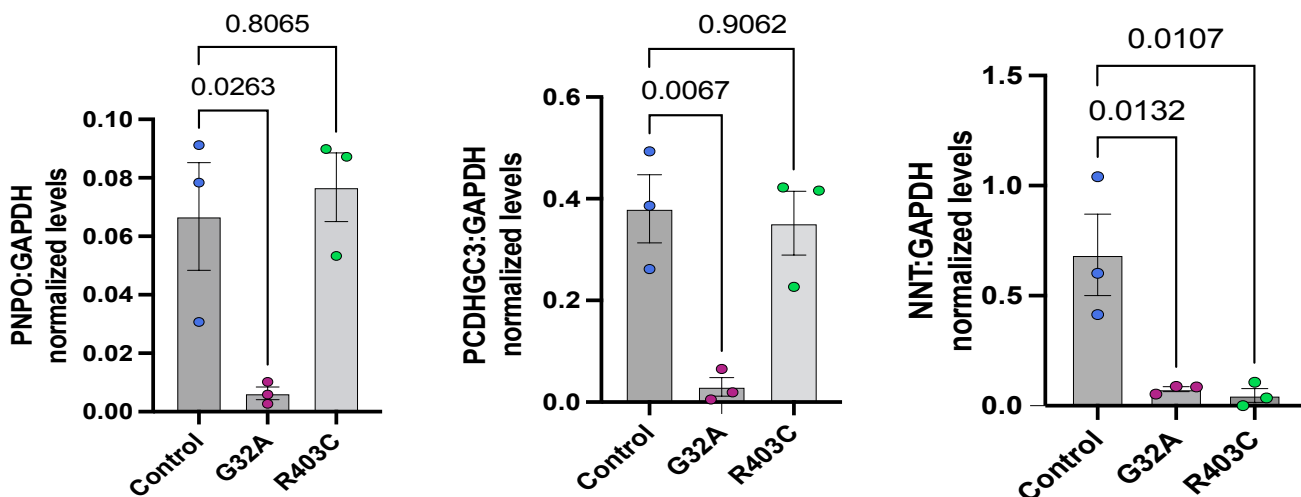 0.8065
0.0263
PNPO:GAPDH
normalized levels
0.10
0.08
0.06
0.04
0.02
0.00
Control
G32A
R403C
0.9062
0.0067
PCDHGC3:GAPDH
normalized levels
0.6
0.4
0.2
0.0
Control
G32A
R403C
0.0107
0.0132
NNT:GAPDH
normalized levels
1.5
1.0
0.5
0.0
Control
G32A
R403C